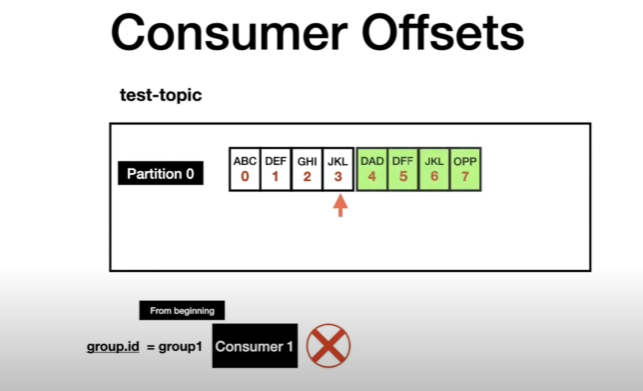 Consumer Offsets
test-topic
Partition 0
ABC DEF GHI JKL DAD DFF JKL OPP
0 1 2 3 4 5 6 7
From beginning
group.id = group1 Consumer 1